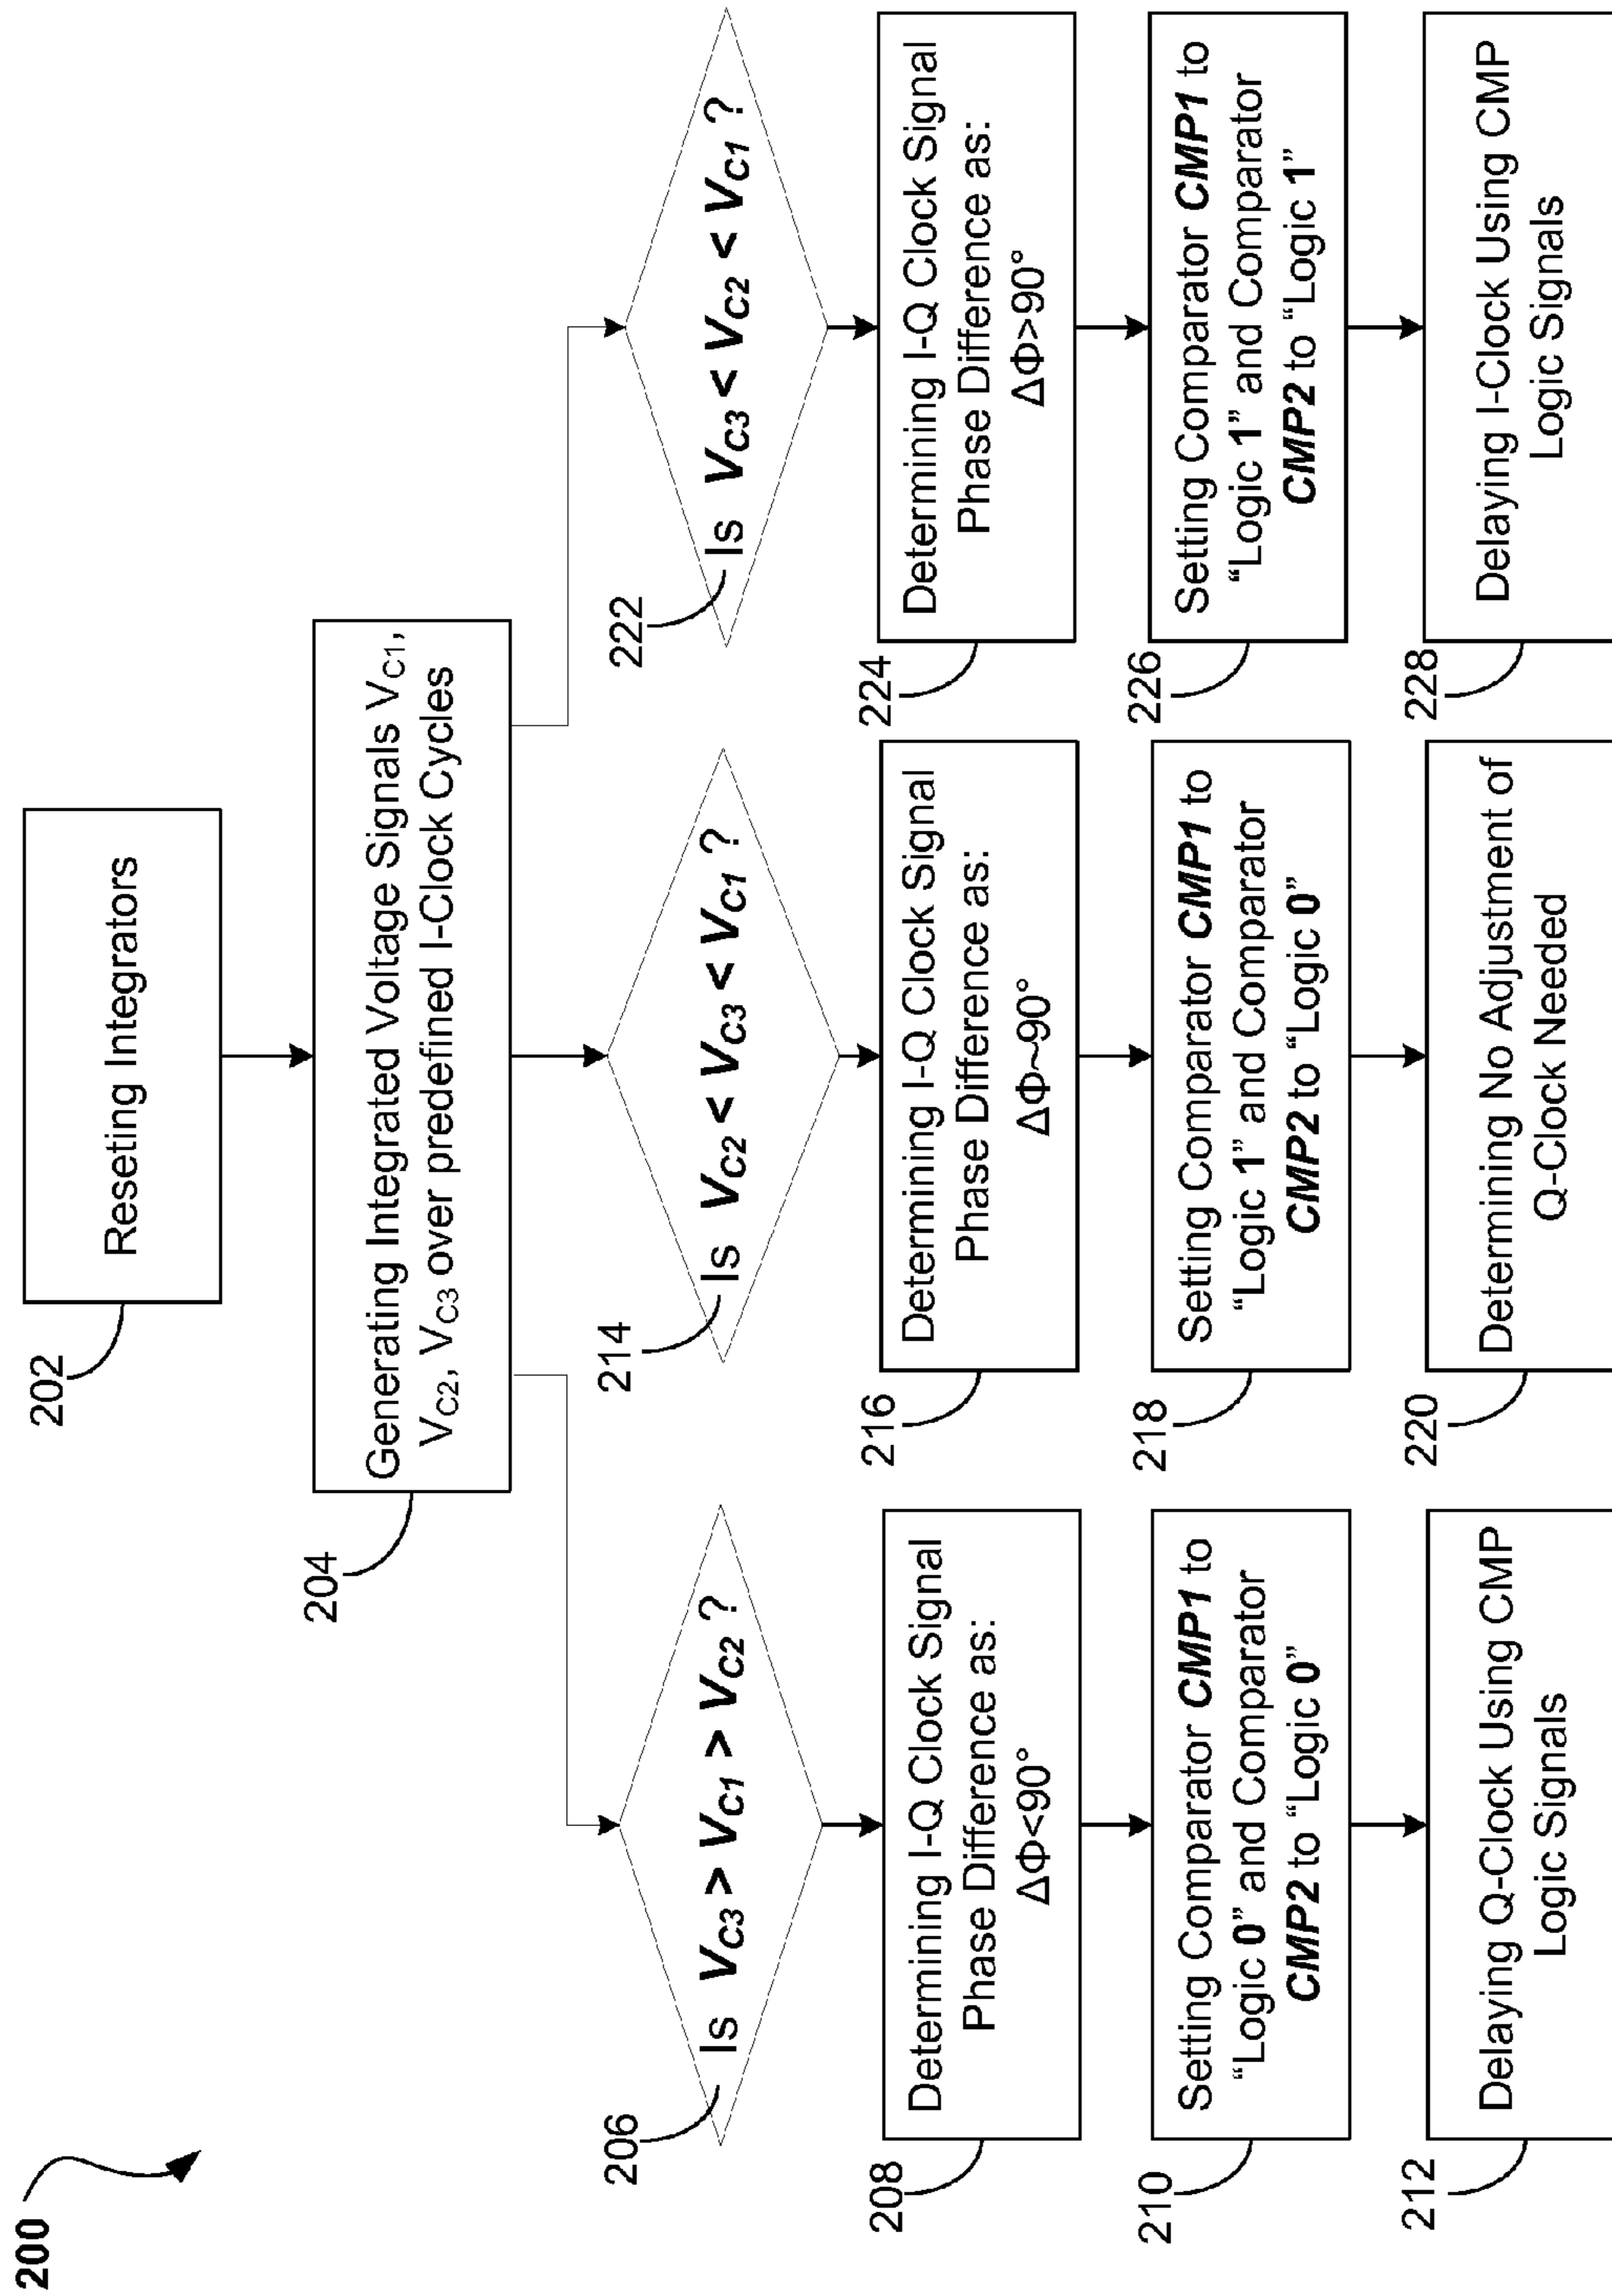 200
202
Reseting Integrators
204
Generating Integrated Voltage Signals VC1,
VC2, VC3 over predefined I-Clock Cycles
206
Is VC3 > VC1 > VC2 ?
208
Determining I-Q Clock Signal
Phase Difference as:
ΔΦ<90°
210
Setting Comparator CMP1 to
“Logic 0” and Comparator
CMP2 to “Logic 0”
212
Delaying Q-Clock Using CMP
Logic Signals
214
Is VC2 < VC3 < VC1 ?
216
Determining I-Q Clock Signal
Phase Difference as:
ΔΦ~90°
218
Setting Comparator CMP1 to
“Logic 1” and Comparator
CMP2 to “Logic 0”
220
Determining No Adjustment of
Q-Clock Needed
222
Is VC3 < VC2 < VC1 ?
224
Determining I-Q Clock Signal
Phase Difference as:
ΔΦ>90°
226
Setting Comparator CMP1 to
“Logic 1” and Comparator
CMP2 to “Logic 1”
228
Delaying I-Clock Using CMP
Logic Signals